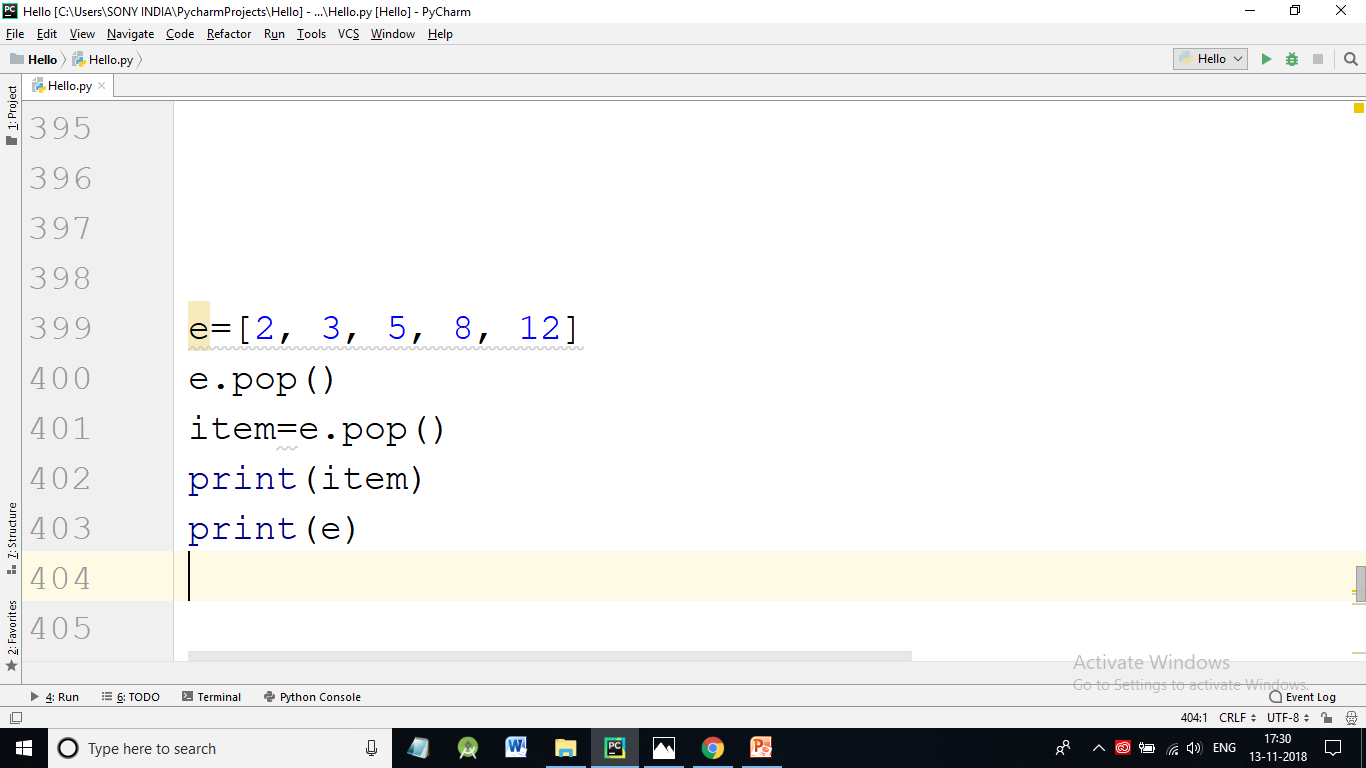 Hello [C:\Users\SONY INDIA\PycharmProjects\Hello] - ...\Hello.py [Hello] - PyCharm
File Edit View Navigate Code Refactor Run Tools VCS Window Help
Hello Hello.py Hello
Hello.py
1: Project
7: Structure
2: Favorites
395
396
397
398
399 e=[2, 3, 5, 8, 12]
400 e.pop()
401 item=e.pop()
402 print(item)
403 print(e)
404
405
Activate Windows
Go to Settings to activate Windows.
4: Run 6: TODO Terminal Python Console Event Log
404:1 CRLF UTF-8
Type here to search
ENG
17:30
13-11-2018